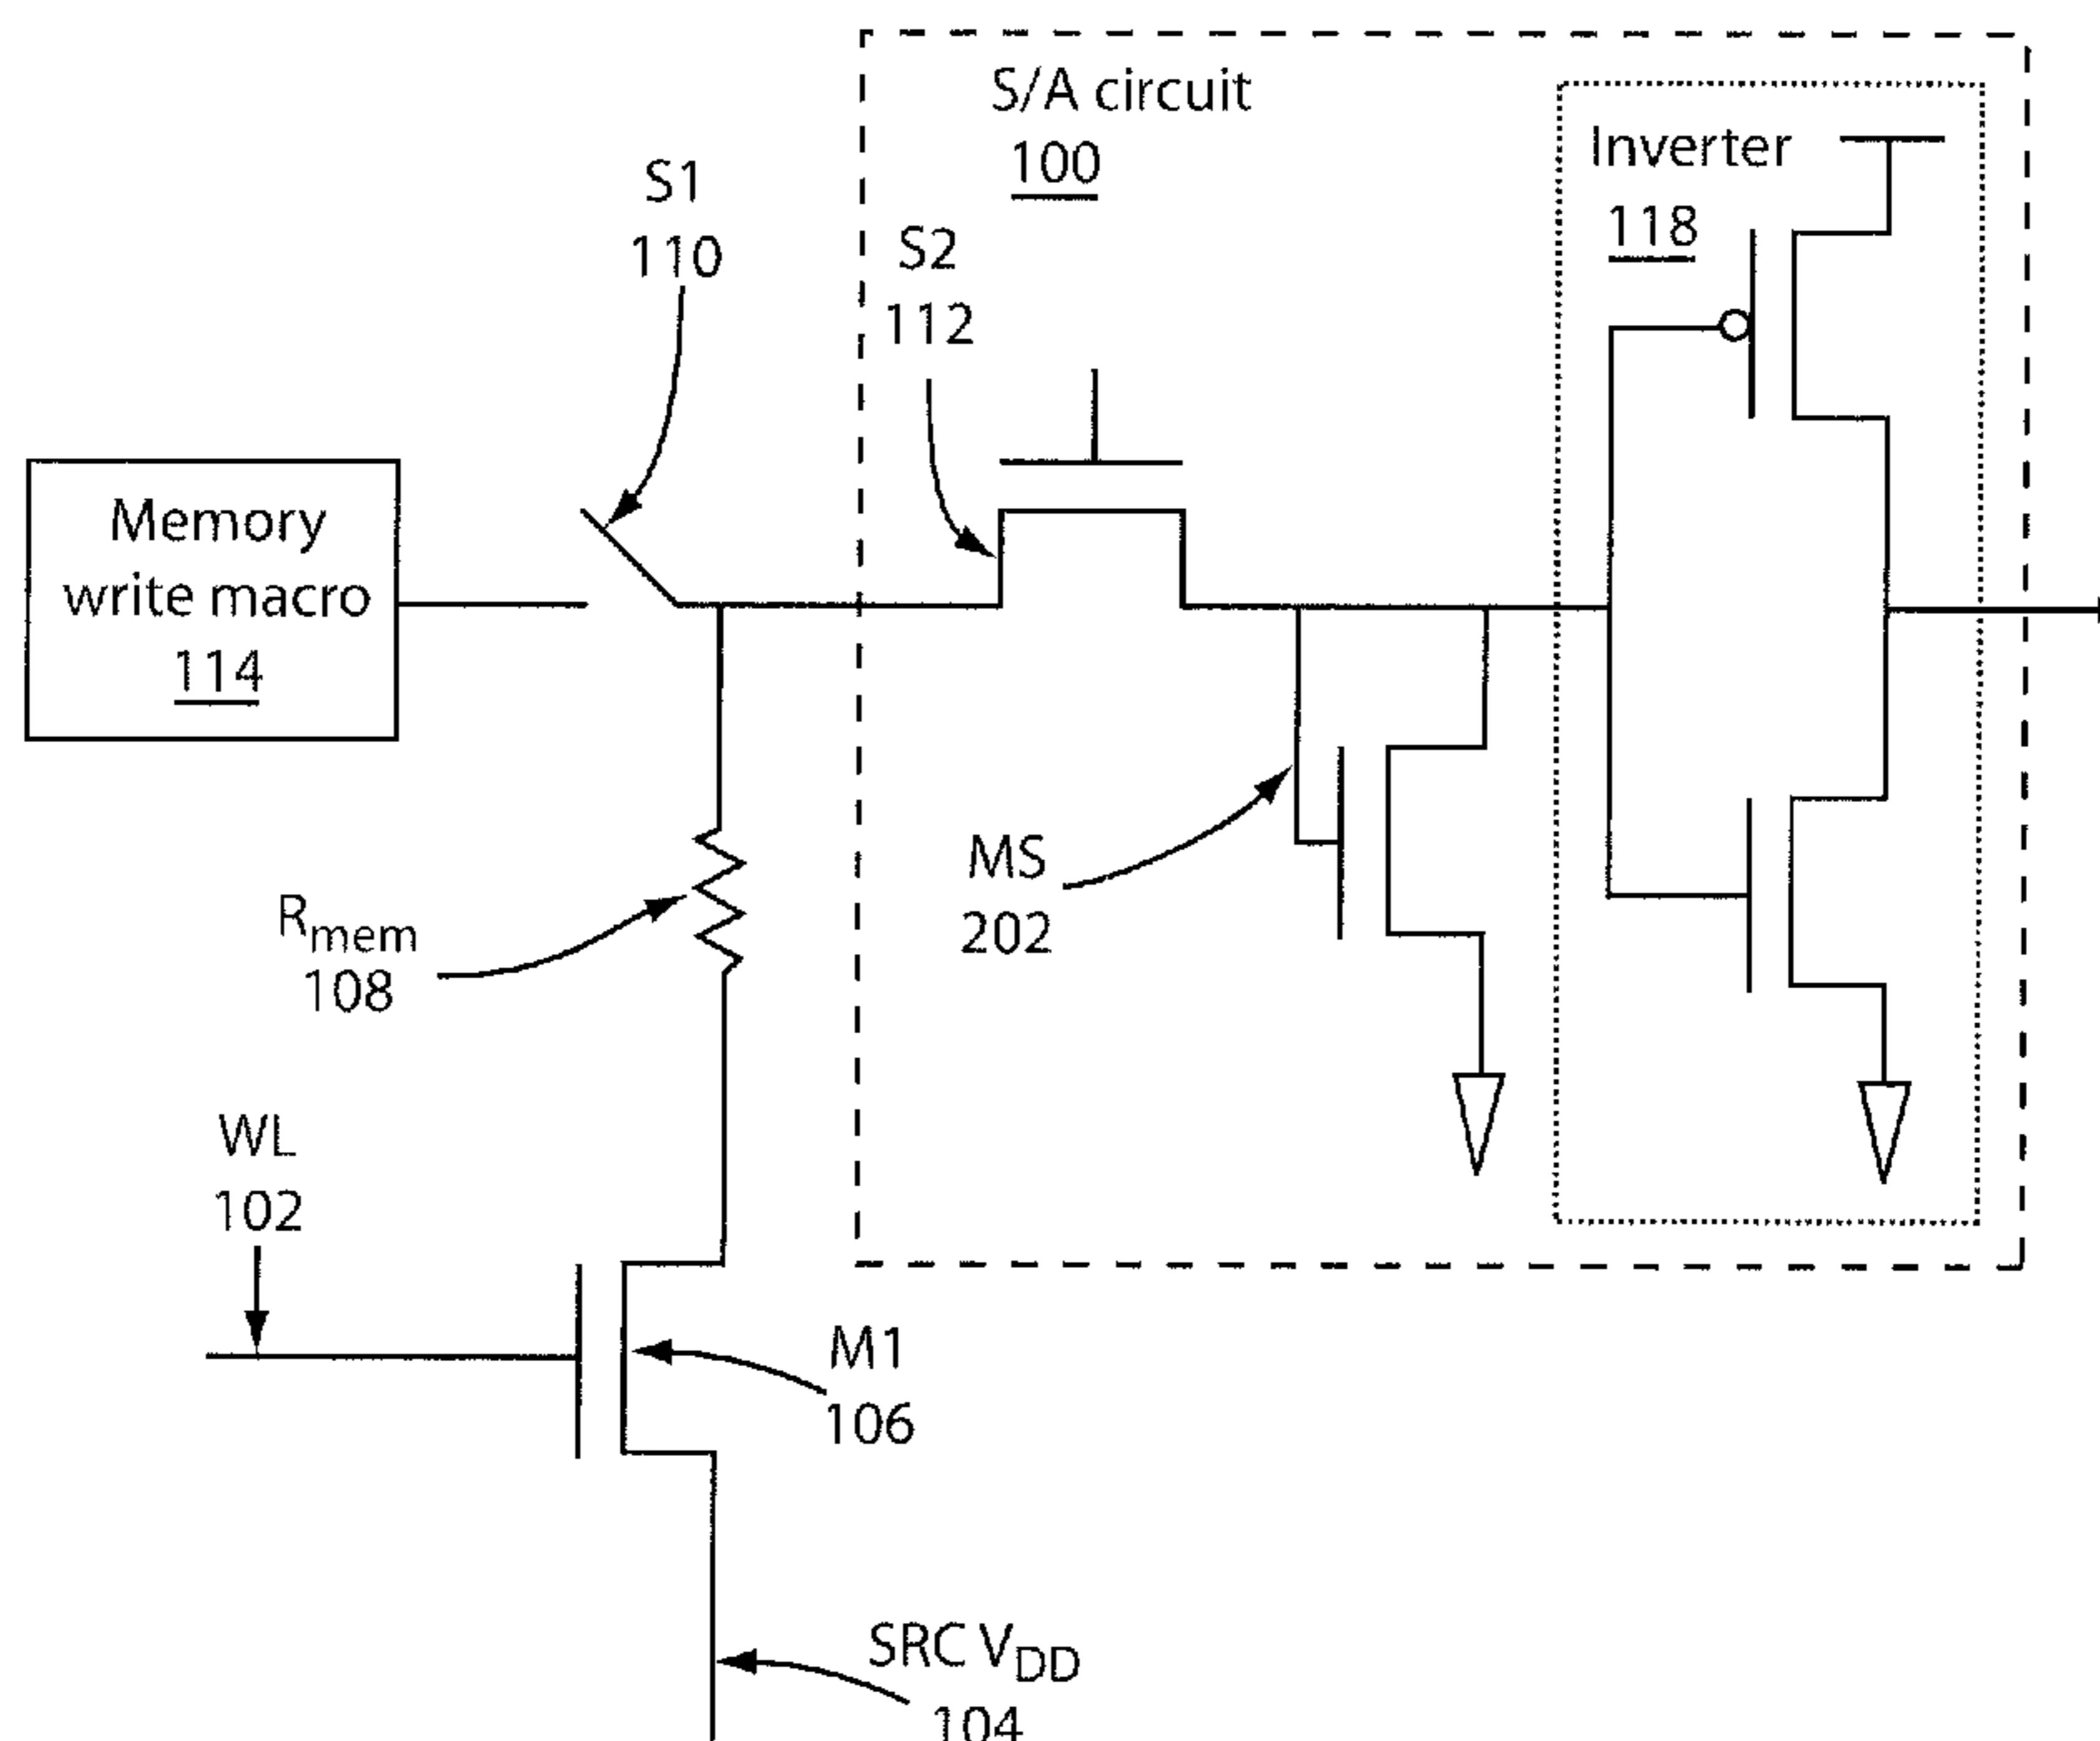 S/A circuit
100
Inverter
118
S1
110
S2
112
Memory
write macro
114
MS
202
Rmem
108
WL
102
M1
106
SRC VDD
104